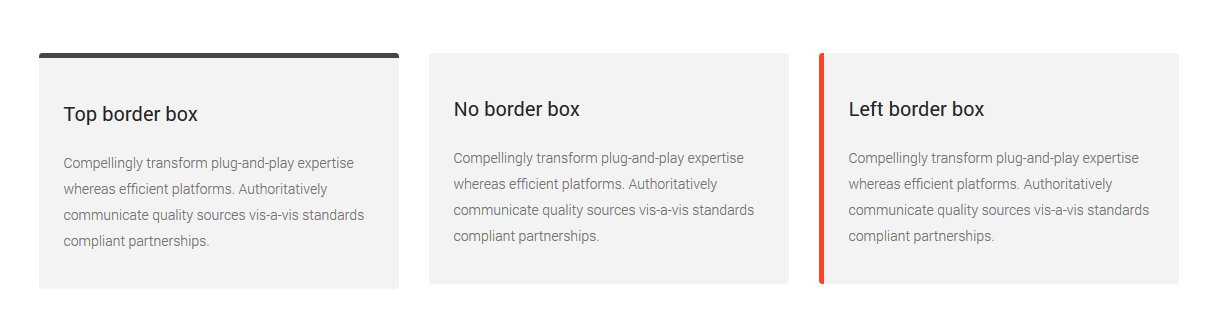 Top border box
Compellingly transform plug-and-play expertise
whereas efficient platforms. Authoritatively
communicate quality sources vis-a-vis standards
compliant partnerships.
No border box
Compellingly transform plug-and-play expertise
whereas efficient platforms. Authoritatively
communicate quality sources vis-a-vis standards
compliant partnerships.
Left border box
Compellingly transform plug-and-play expertise
whereas efficient platforms. Authoritatively
communicate quality sources vis-a-vis standards
compliant partnerships.